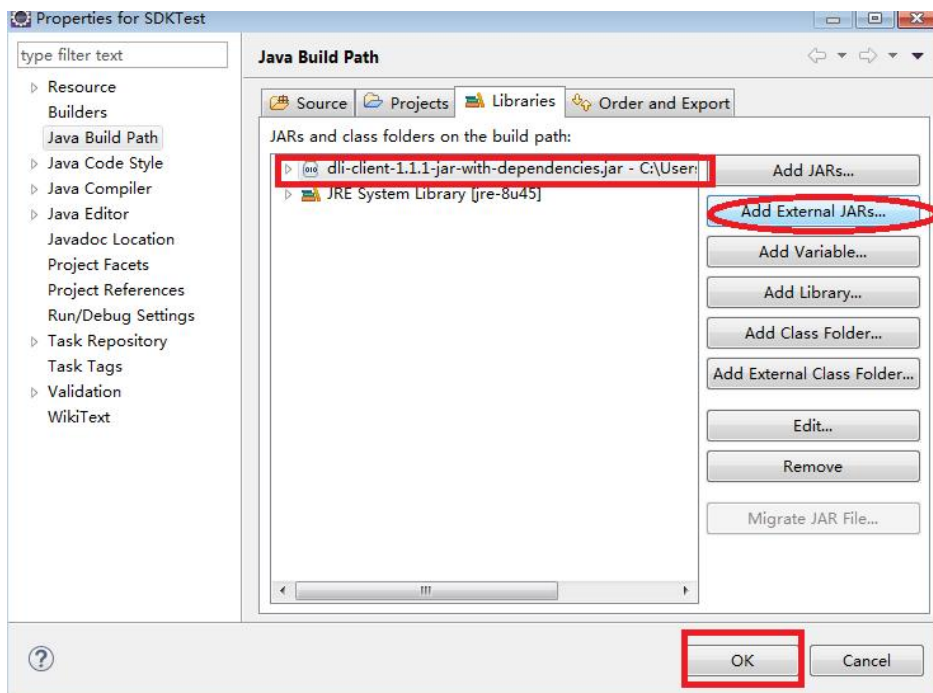 Properties for SDKTest
type filter text
Java Build Path
Resource
Builders
Java Build Path
Java Code Style
Java Compiler
Java Editor
Javadoc Location
Project Facets
Project References
Run/Debug Settings
Task Repository
Task Tags
Validation
WikiText
Source
Projects
Libraries
Order and Export
JARs and class folders on the build path:
dli-client-1.1.1-jar-with-dependencies.jar - C:\User
JRE System Library [jre-8u45]
Add JARs...
Add External JARs...
Add Variable...
Add Library...
Add Class Folder...
Add External Class Folder...
Edit...
Remove
Migrate JAR File...
OK
Cancel